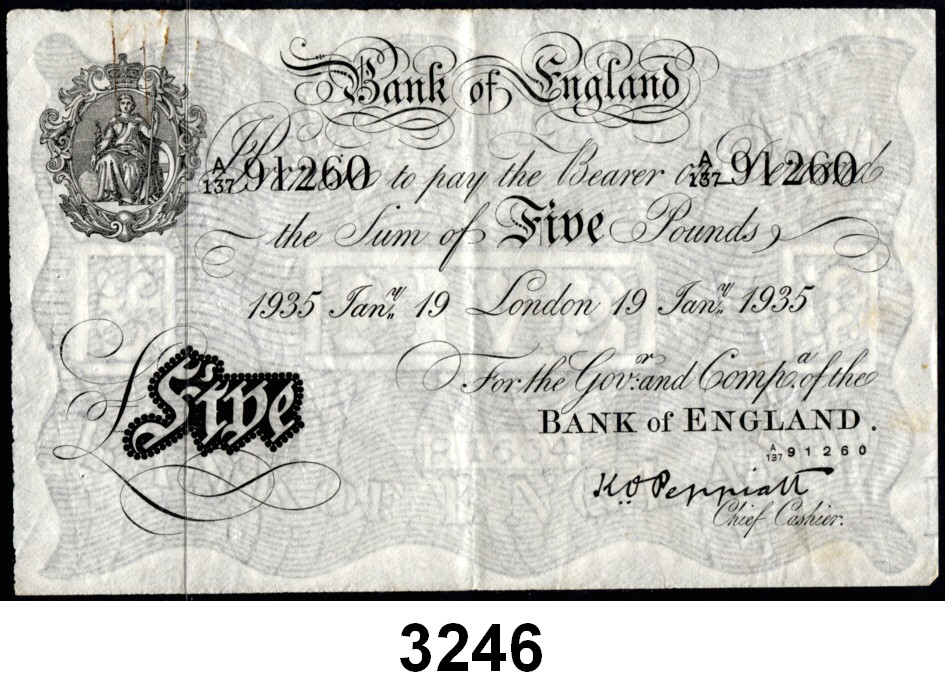 Bank of England
A/137 91260 Promise to pay the Bearer on Demand A/137 91260
the Sum of Five Pounds
1935 Jany 19 London 19 Jany 1935
For the Govr. and Compa. of the
BANK of ENGLAND.
£Five
A/137 91260
K.O. Peppiatt
Chief Cashier.
3246